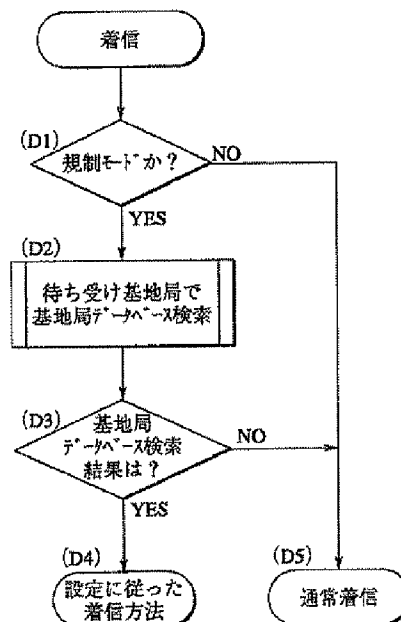 着信
(D1)
規制モードか？
NO
YES
(D2)
待ち受け基地局で
基地局データベース検索
(D3)
基地局
データベース検索
結果は？
NO
YES
(D4)
設定に従った
着信方法
(D5)
通常着信